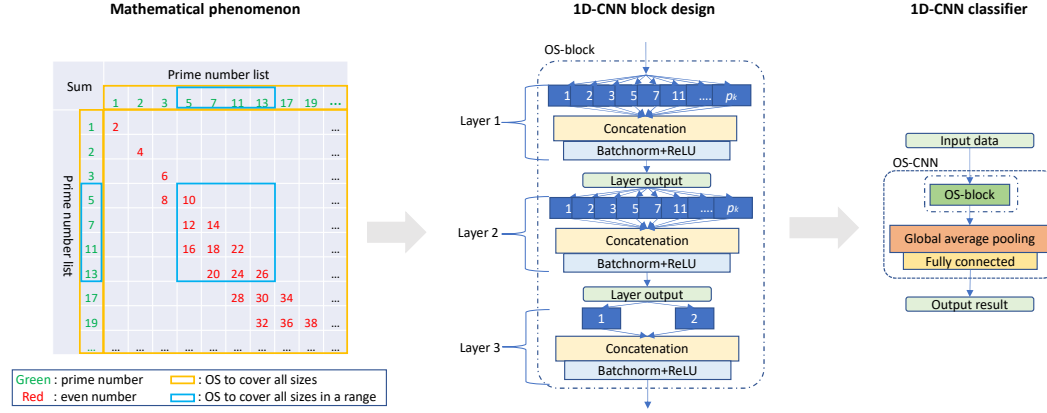 Mathematical phenomenon
Sum
Prime number list
1 2 3 5 7 11 13 17 19 ...
Prime number list
1 2 ...
2 4
3 6 ...
5 8 10 ...
7 12 14 ...
11 16 18 22 ...
13 20 24 26 ...
17 28 30 34 ...
19 32 36 38 ...
... ... ... ... ... ... ... ... ... ... ...
Green : prime number
: OS to cover all sizes
Red : even number
: OS to cover all sizes in a range
1D-CNN block design
OS-block
Layer 1
1 2 3 5 7 11 .... pk
Concatenation
Batchnorm+ReLU
Layer output
Layer 2
1 2 3 5 7 11 .... pk
Concatenation
Batchnorm+ReLU
Layer output
Layer 3
1 2
Concatenation
Batchnorm+ReLU
1D-CNN classifier
Input data
OS-CNN
OS-block
Global average pooling
Fully connected
Output result